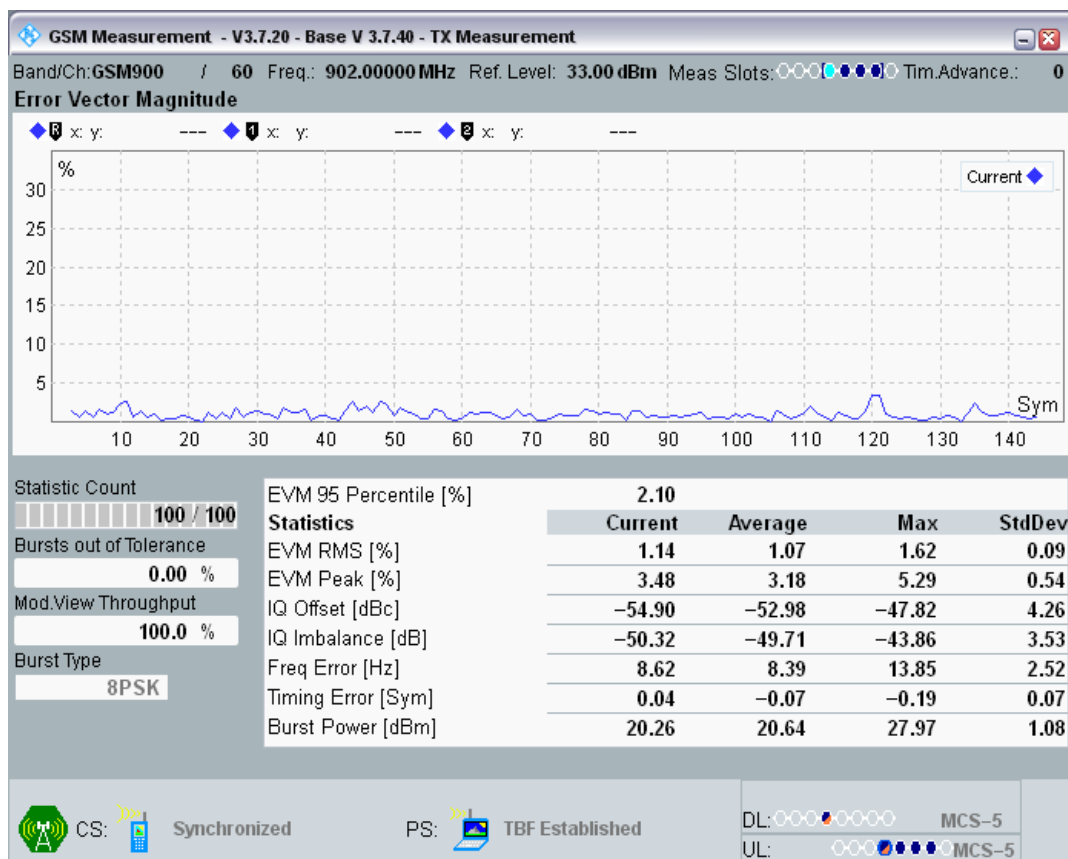 GSM Measurement - V3.7.20 - Base V 3.7.40 - TX Measurement
Band/Ch:GSM900 / 60 Freq.: 902.00000 MHz Ref. Level: 33.00 dBm Meas Slots: Tim.Advance.: 0
Error Vector Magnitude
R x: y: --- 1 x: y: --- 2 x: y: ---
%
Current
30
25
20
15
10
5
Sym
10 20 30 40 50 60 70 80 90 100 110 120 130 140
Statistic Count
100 / 100
Bursts out of Tolerance
0.00 %
Mod.View Throughput
100.0 %
Burst Type
8PSK
EVM 95 Percentile [%] 2.10
Statistics Current Average Max StdDev
EVM RMS [%] 1.14 1.07 1.62 0.09
EVM Peak [%] 3.48 3.18 5.29 0.54
IQ Offset [dBc] −54.90 −52.98 −47.82 4.26
IQ Imbalance [dB] −50.32 −49.71 −43.86 3.53
Freq Error [Hz] 8.62 8.39 13.85 2.52
Timing Error [Sym] 0.04 −0.07 −0.19 0.07
Burst Power [dBm] 20.26 20.64 27.97 1.08
CS: Synchronized PS: TBF Established
DL: MCS−5
UL: MCS−5